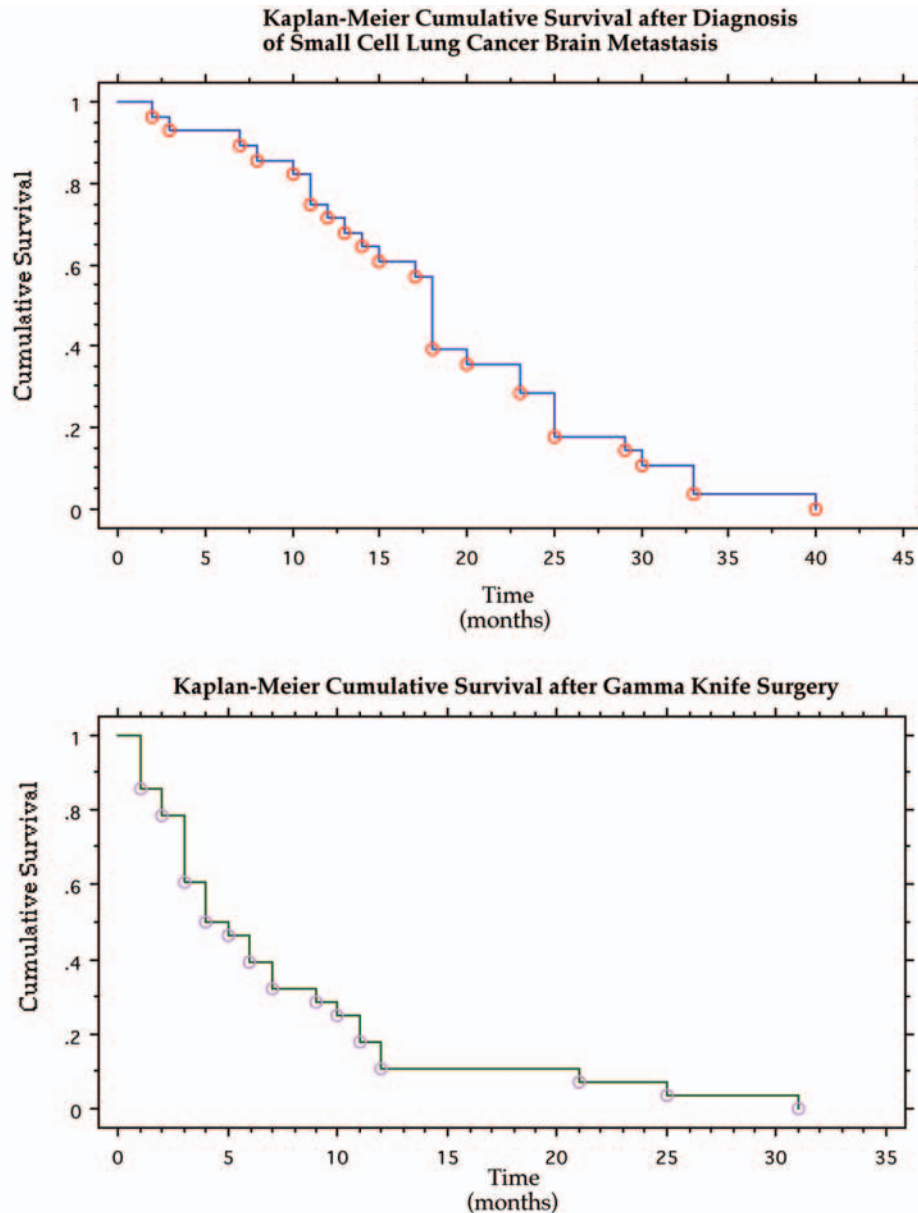 Kaplan-Meier Cumulative Survival after Diagnosis
of Small Cell Lung Cancer Brain Metastasis
Cumulative Survival
1
.8
.6
.4
.2
0
0 5 10 15 20 25 30 35 40 45
Time
(months)
Kaplan-Meier Cumulative Survival after Gamma Knife Surgery
Cumulative Survival
1
.8
.6
.4
.2
0
0 5 10 15 20 25 30 35
Time
(months)